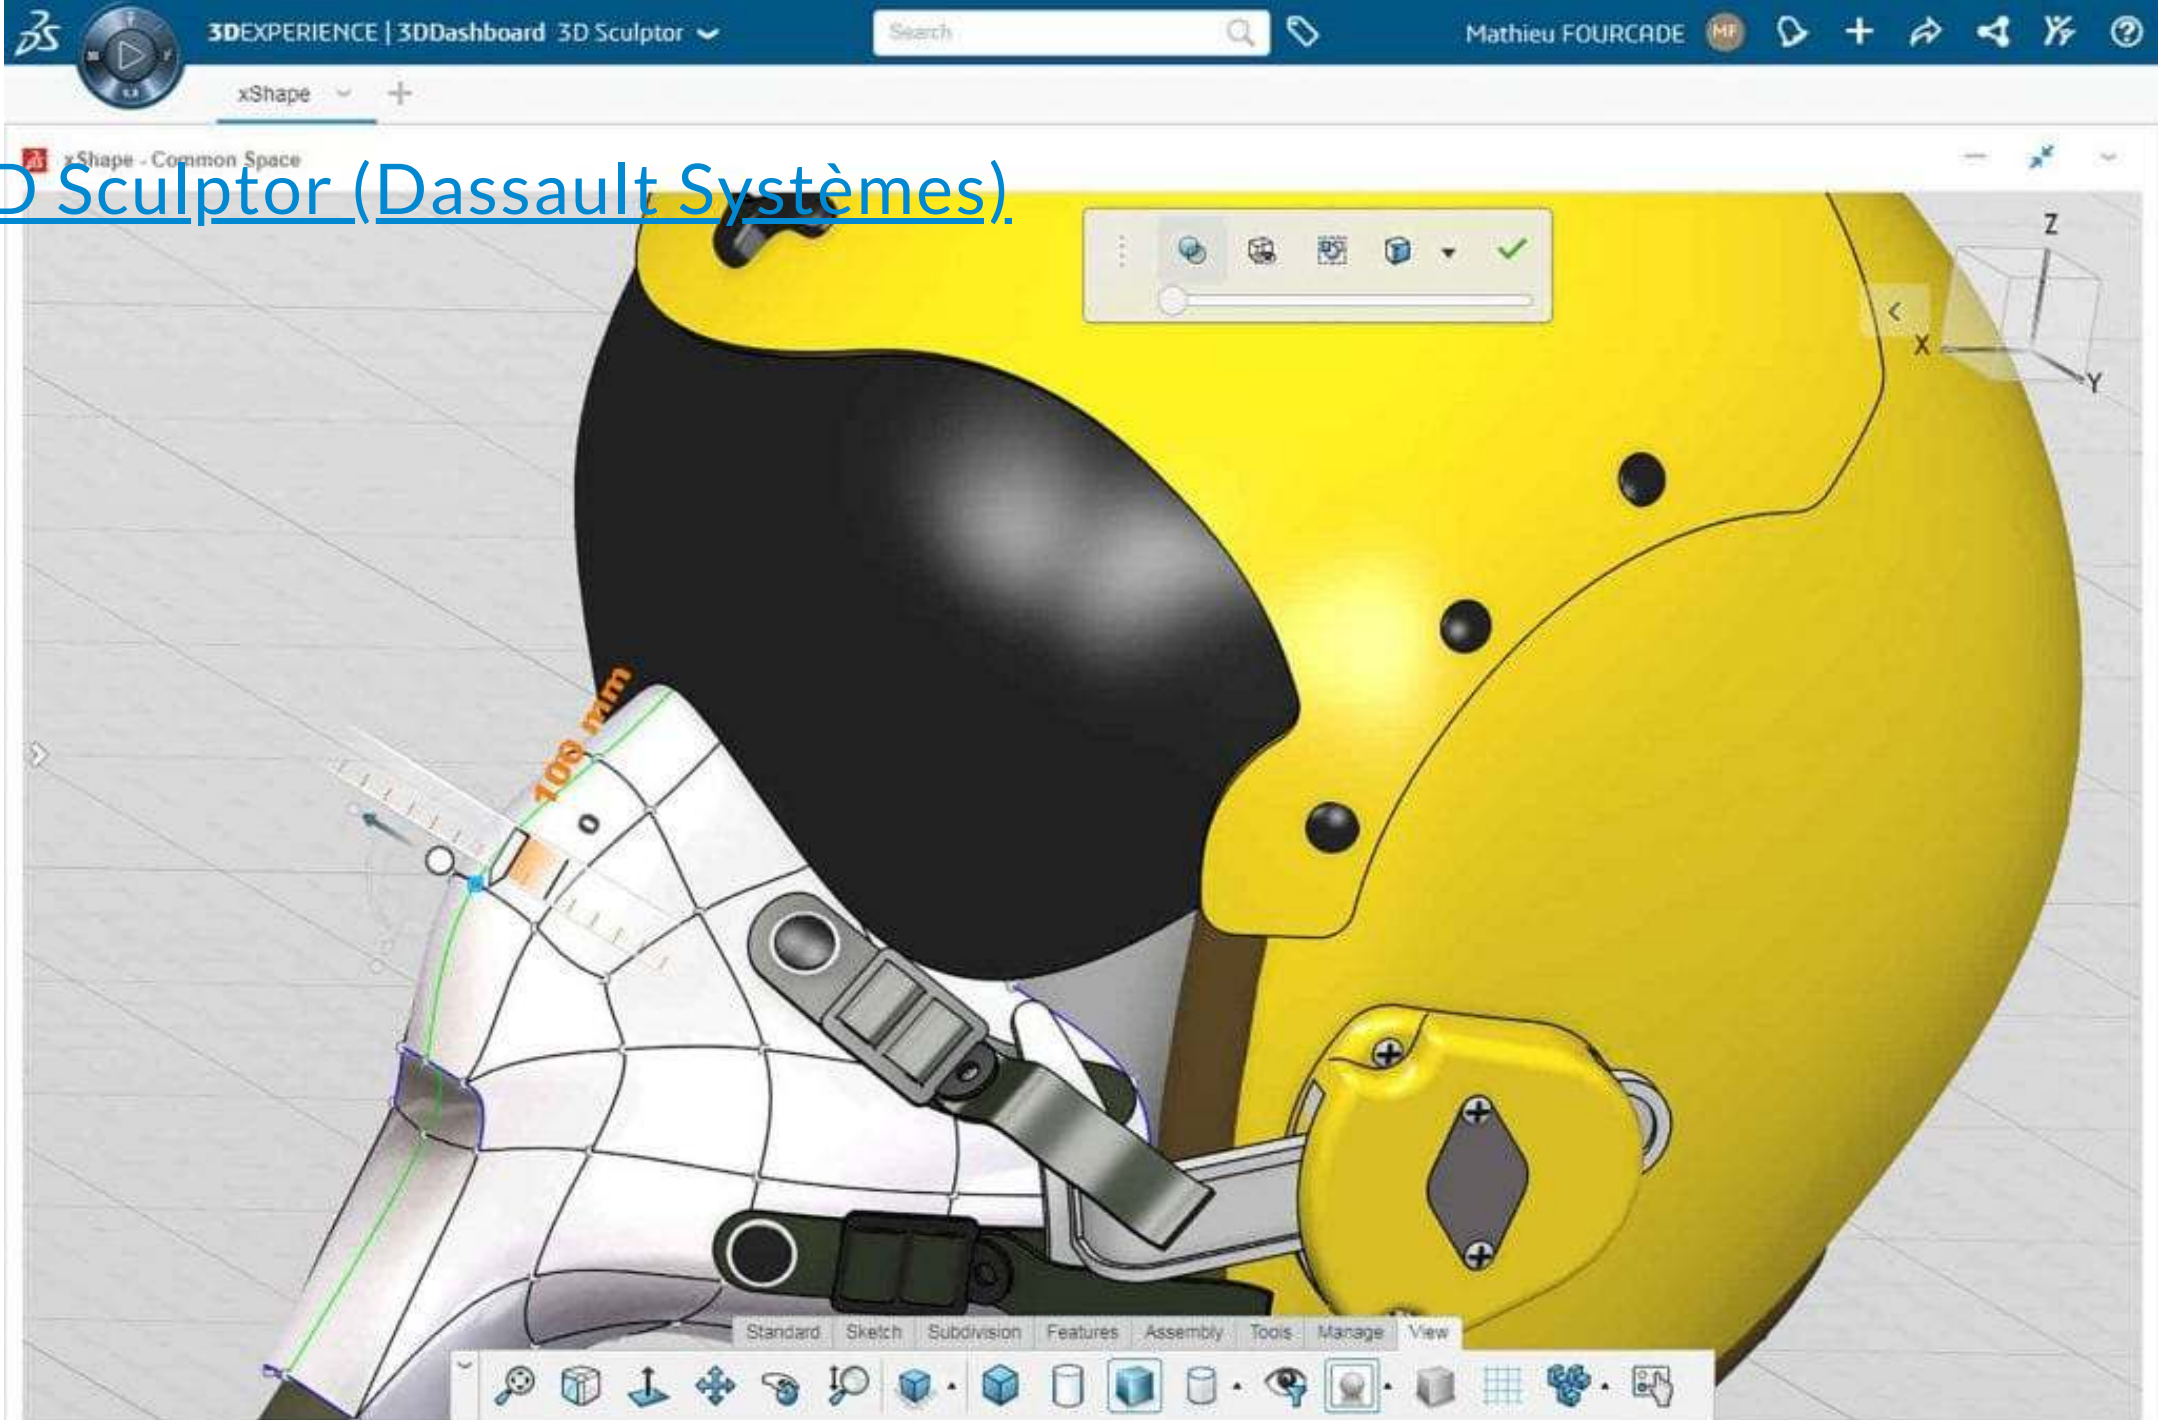 3DEXPERIENCE | 3DDashboard 3D Sculptor
Search
Mathieu FOURCADE MF
xShape
xShape - Common Space
D Sculptor (Dassault Systèmes)
Z
X
Y
100 mm
0
Standard Sketch Subdivision Features Assembly Tools Manage View